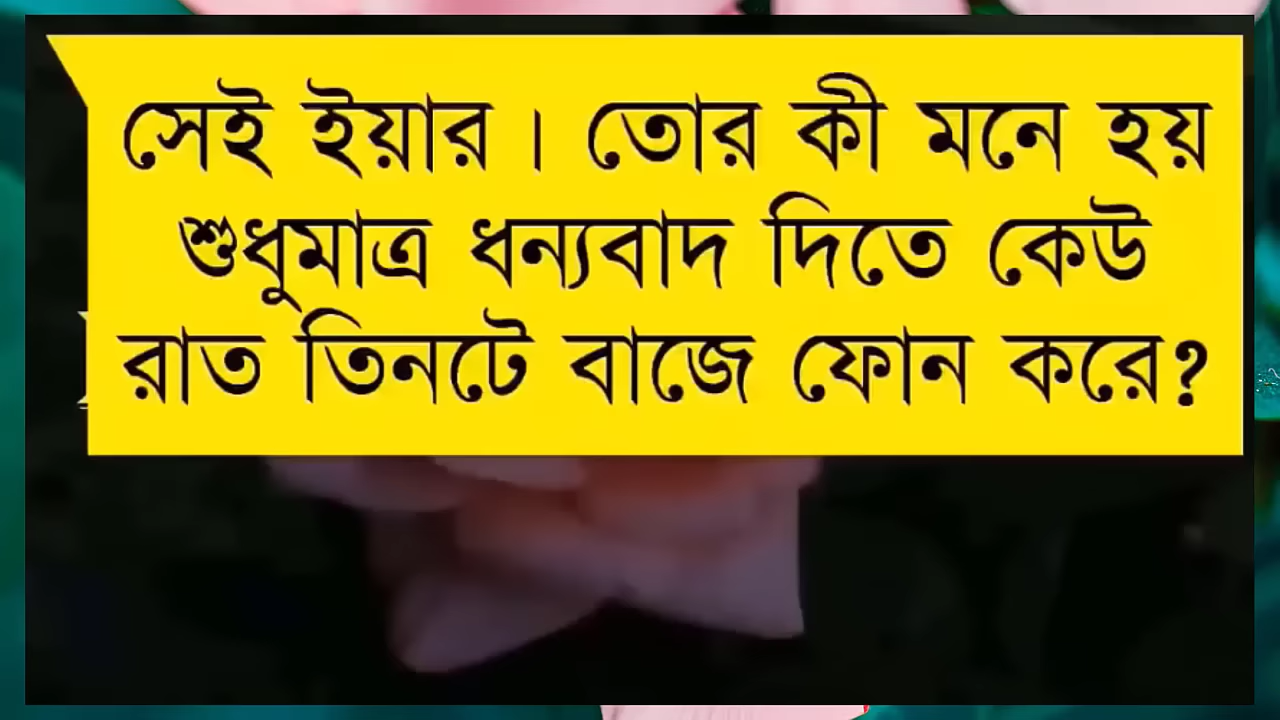 সেই ইয়ার । তোর কী মনে হয়
শুধুমাত্র ধন্যবাদ দিতে কেউ
রাত তিনটে বাজে ফোন করে?